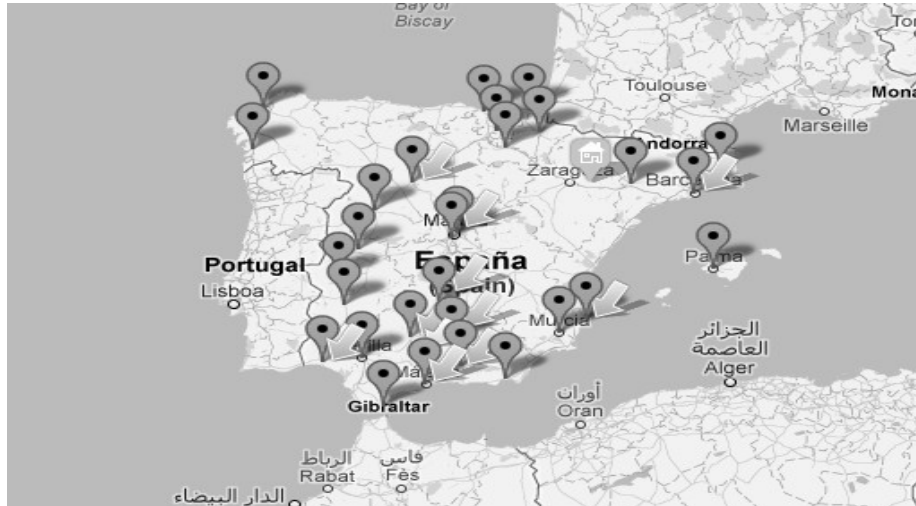 Bay of
Biscay
Toulouse
Marseille
Andorra
España
(Spain)
Portugal
Lisboa
Palma
Murcia
Gibraltar
الجزائر
العاصمة
Alger
أوران
Oran
الرباط
Rabat
فاس
Fès
الدار البيضاء